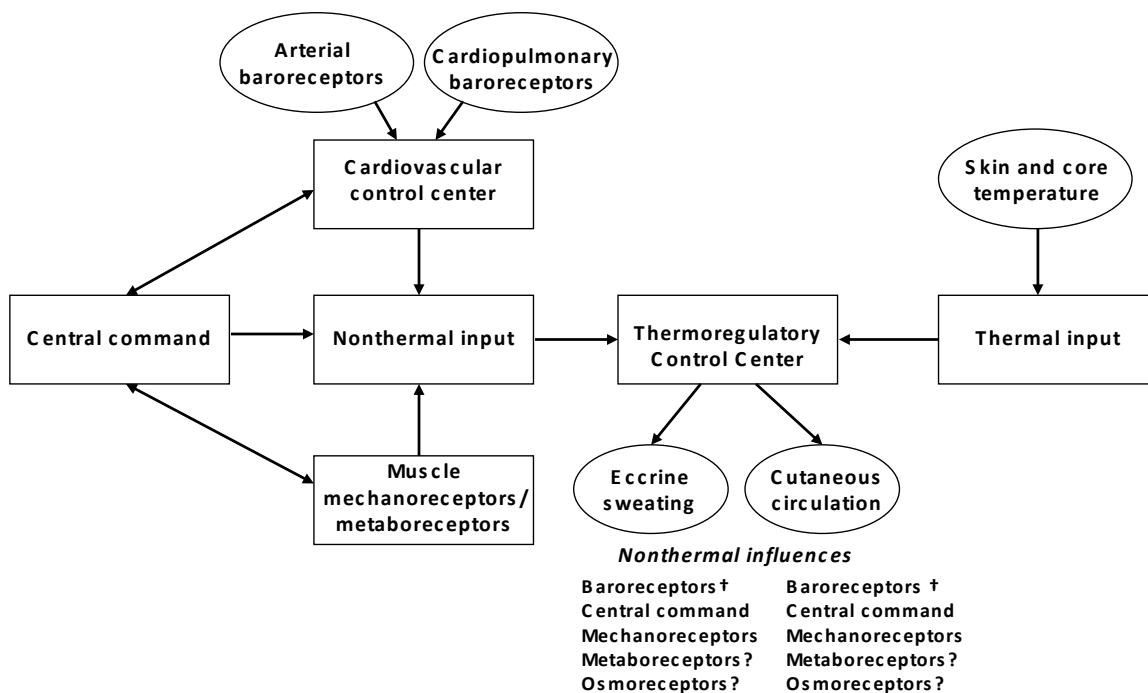 Arterial
baroreceptors
Cardiopulmonary
baroreceptors
Cardiovascular
control center
Skin and core
temperature
Central command
Nonthermal input
Thermoregulatory
Control Center
Thermal input
Muscle
mechanoreceptors/
metaboreceptors
Eccrine
sweating
Cutaneous
circulation
Nonthermal influences
Baroreceptors†
Central command
Mechanoreceptors
Metaboreceptors?
Osmoreceptors?
Baroreceptors †
Central command
Mechanoreceptors
Metaboreceptors?
Osmoreceptors?